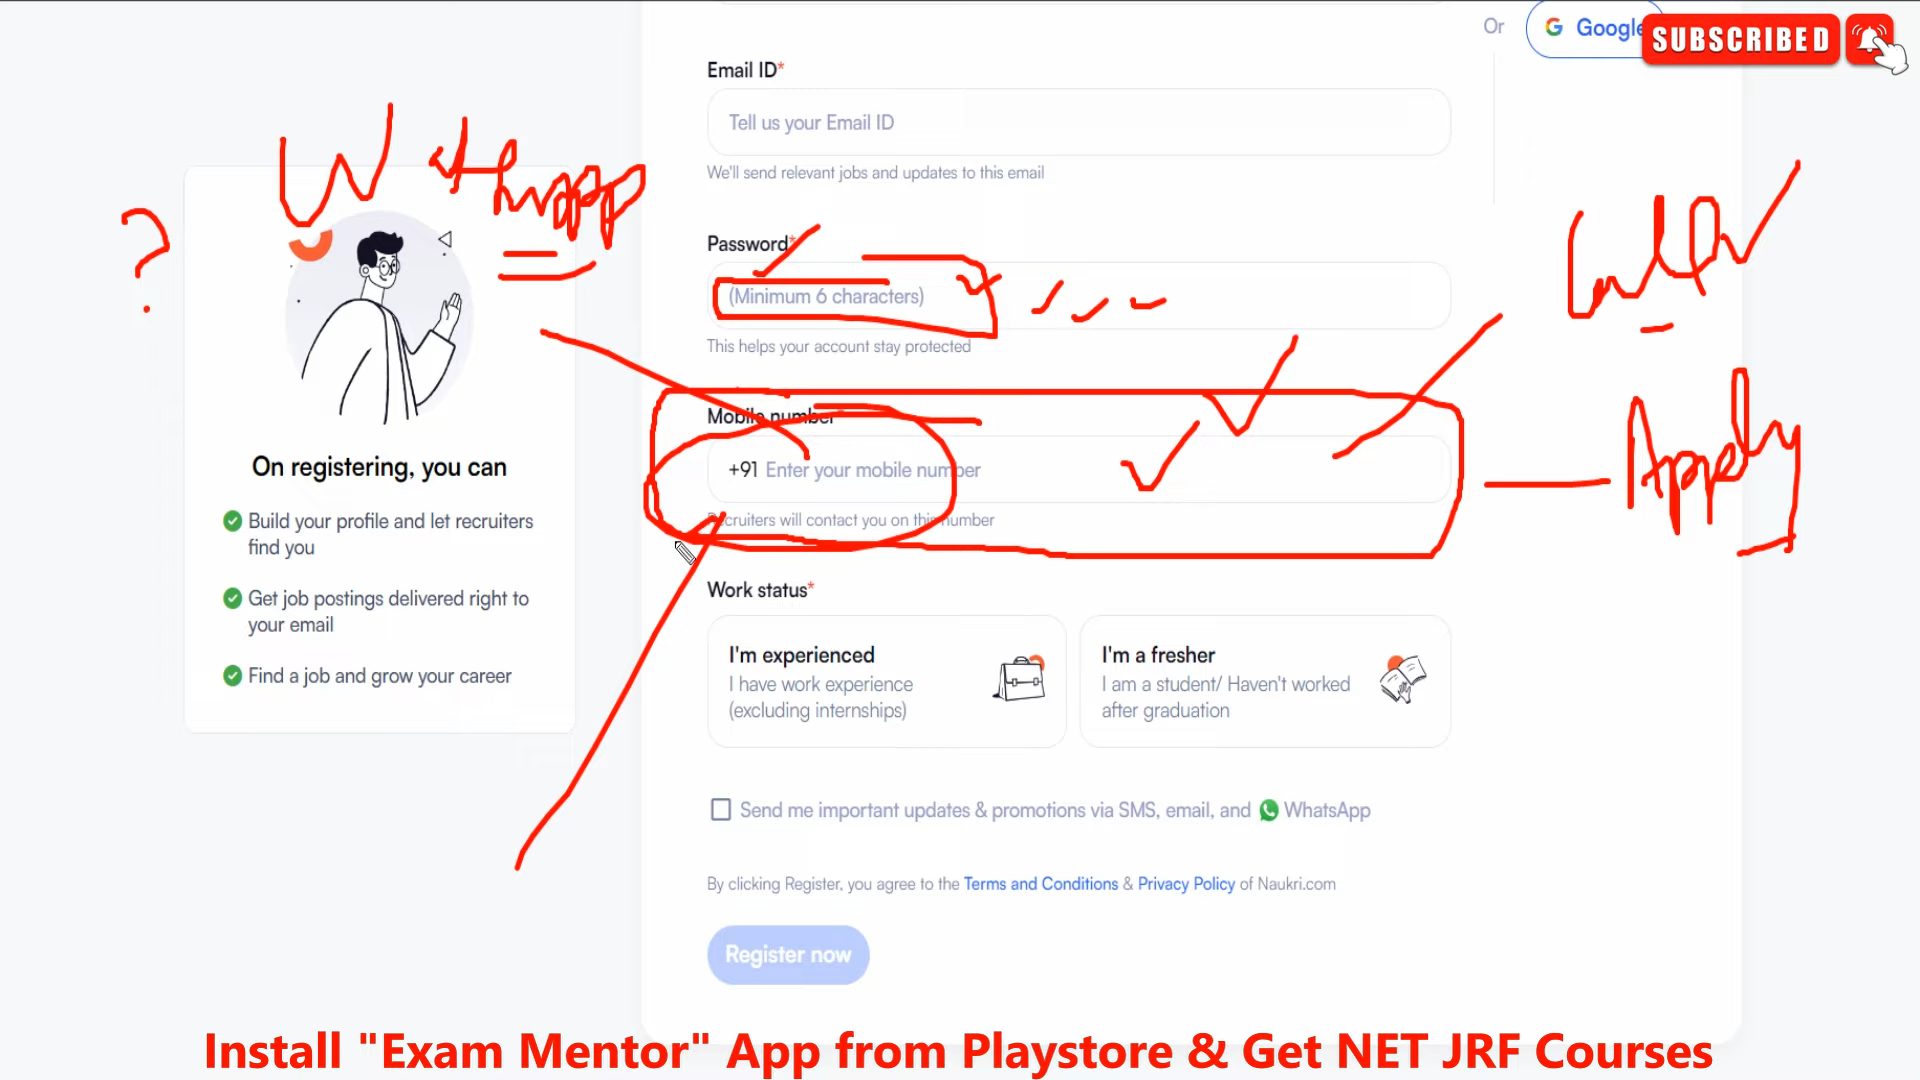 Or
Google
SUBSCRIBED
Email ID*
Tell us your Email ID
We'll send relevant jobs and updates to this email
Password*
(Minimum 6 characters)
This helps your account stay protected
Mobile number
+91 Enter your mobile number
Recruiters will contact you on this number
Work status*
I'm experienced
I have work experience
(excluding internships)
I'm a fresher
I am a student/ Haven't worked
after graduation
Send me important updates & promotions via SMS, email, and WhatsApp
By clicking Register, you agree to the Terms and Conditions & Privacy Policy of Naukri.com
Register now
On registering, you can
Build your profile and let recruiters
find you
Get job postings delivered right to
your email
Find a job and grow your career
?
Apply
Install "Exam Mentor" App from Playstore & Get NET JRF Courses